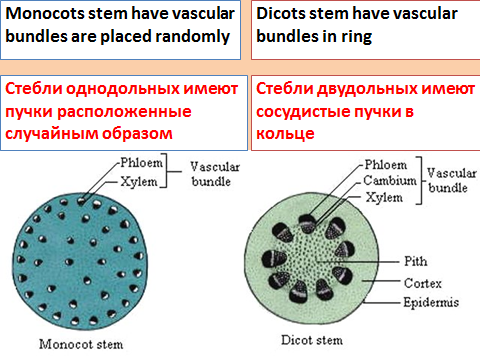 Monocots stem have vascular
bundles are placed randomly
Dicots stem have vascular
bundles in ring
Стебли однодольных имеют
пучки расположенные
случайным образом
Стебли двудольных имеют
сосудистые пучки в
кольце
Phloem
Xylem
Vascular
bundle
Monocot stem
Phloem
Cambium
Xylem
Vascular
bundle
Pith
Cortex
Epidermis
Dicot stem